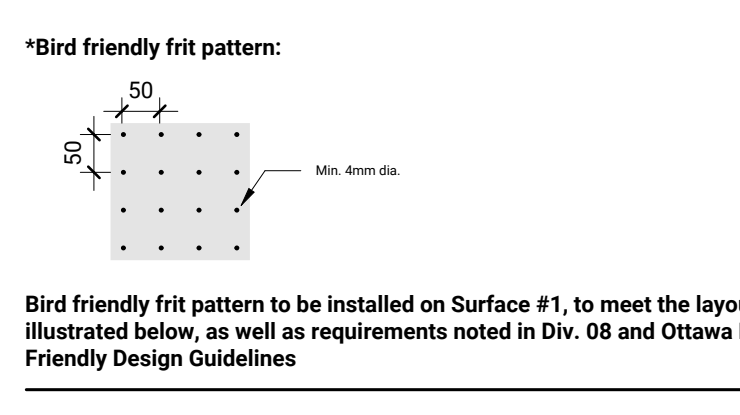 *Bird friendly frit pattern:
50
50
Min. 4mm dia.
Bird friendly frit pattern to be installed on Surface #1, to meet the
illustrated below, as well as requirements noted in Div. 08 and Ottawa
Friendly Design Guidelines